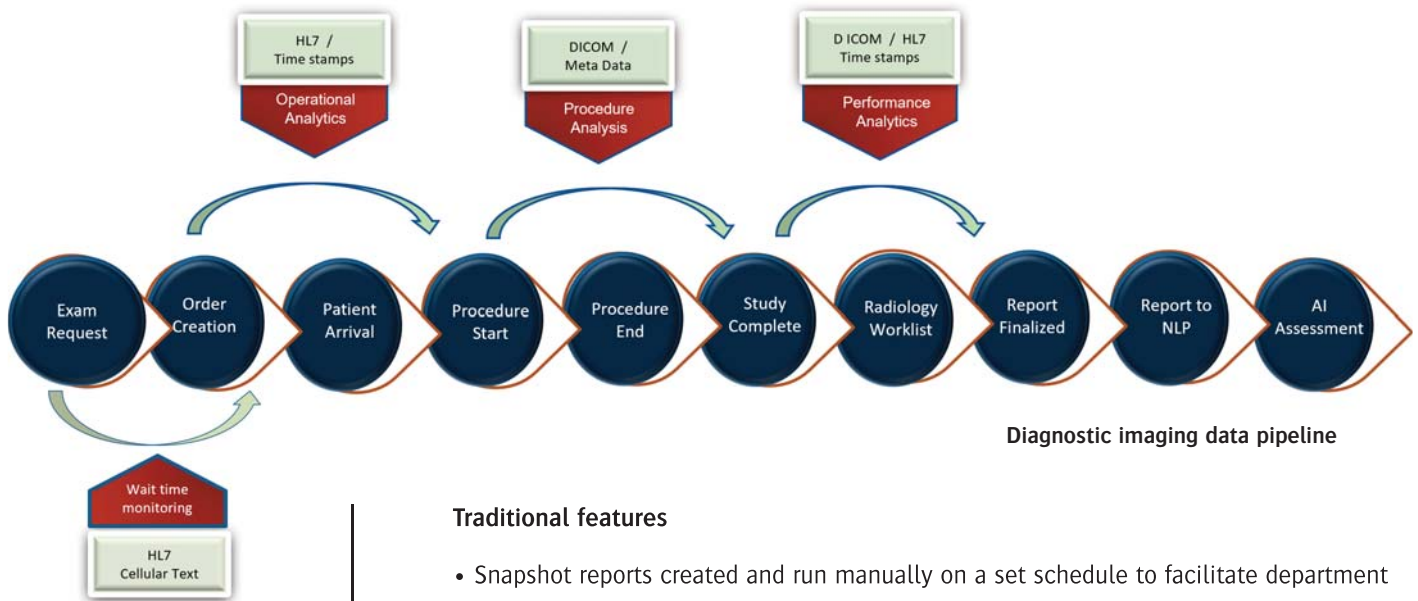 HL7 /
Time stamps
Operational
Analytics
DICOM /
Meta Data
Procedure
Analysis
D ICOM / HL7
Time stamps
Performance
Analytics
Exam
Request
Order
Creation
Patient
Arrival
Procedure
Start
Procedure
End
Study
Complete
Radiology
Worklist
Report
Finalized
Report to
NLP
AI
Assessment
Diagnostic imaging data pipeline
Wait time
monitoring
HL7
Cellular Text
Traditional features
• Snapshot reports created and run manually on a set schedule to facilitate department